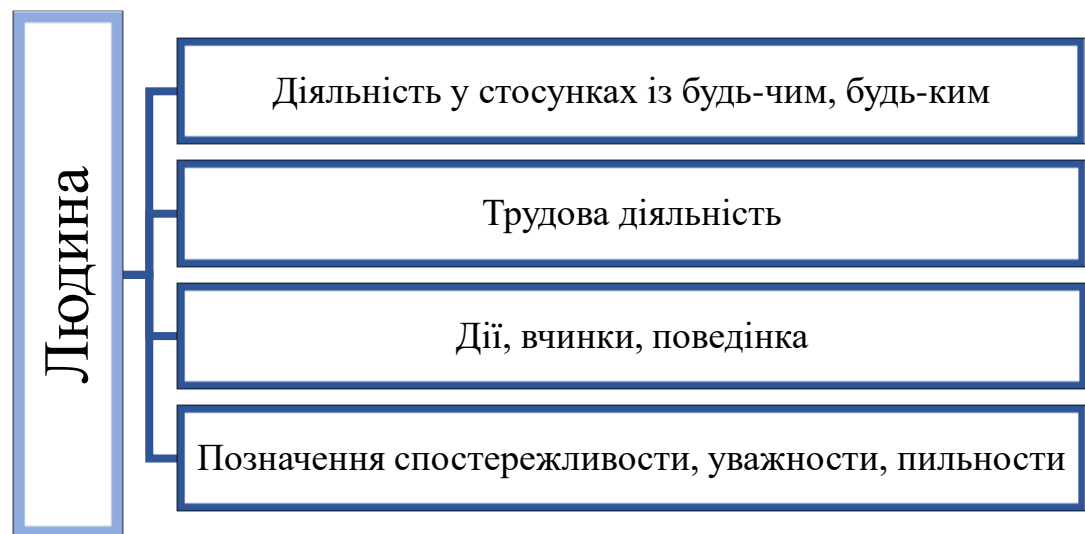 Людина
Діяльність у стосунках із будь-чим, будь-ким
Трудова діяльність
Дії, вчинки, поведінка
Позначення спостережливости, уважности, пильности